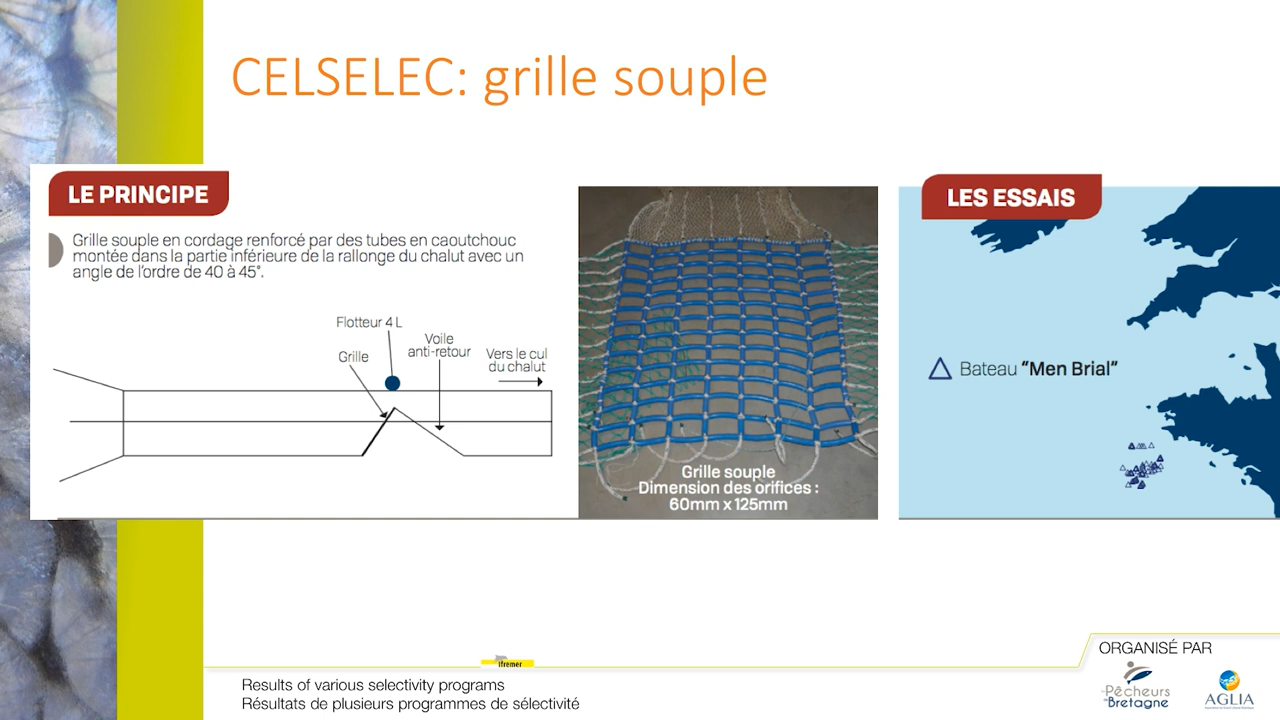 CELSELEC: grille souple
LE PRINCIPE
Grille souple en cordage renforcé par des tubes en caoutchouc
montée dans la partie inférieure de la rallonge du chalut avec un
angle de l'ordre de 40 à 45°.
Flotteur 4 L
Grille
Voile
anti-retour
Vers le cul
du chalut
Grille souple
Dimension des orifices :
60mm x 125mm
LES ESSAIS
Bateau "Men Brial"
ifremer
Results of various selectivity programs
Résultats de plusieurs programmes de sélectivité
ORGANISÉ PAR
Pêcheurs
de Bretagne
AGLIA